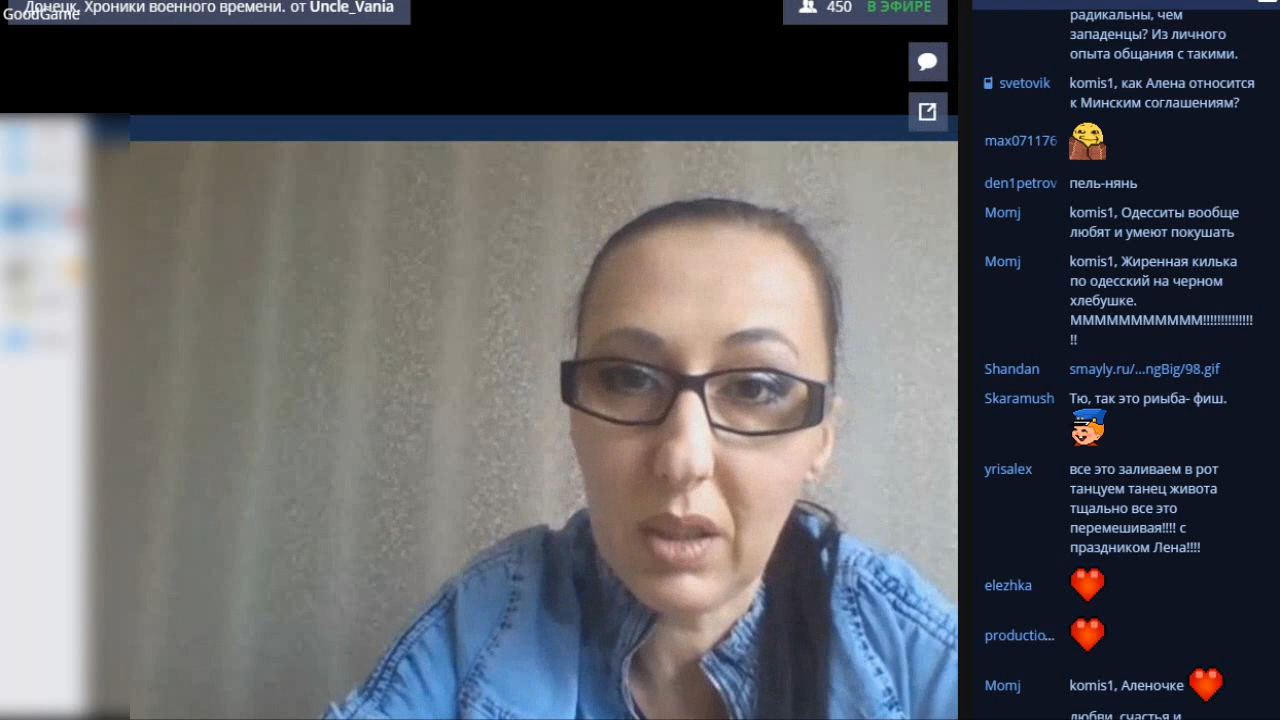 Донецк. Хроники военного времени. от Uncle_Vania
GoodGame
450 В ЭФИРЕ
радикальны, чем
западенцы? Из личного
опыта общания с такими.
svetovik komis1, как Алена относится
к Минским соглашениям?
max071176
den1petrov пель-нянь
Momj komis1, Одесситы вообще
любят и умеют покушать
Momj komis1, Жиренная килька
по одесский на черном
хлебушке.
МММММММММММ!!!!!!!!!!!!!!
!!
Shandan smayly.ru/...ngBig/98.gif
Skaramush Тю, так это риыба- фиш.
yrisalex все это заливаем в рот
танцуем танец живота
тщально все это
перемешивая!!!! с
праздником Лена!!!!
elezhka
productio...
Momj komis1, Аленочке
любви, счастья и